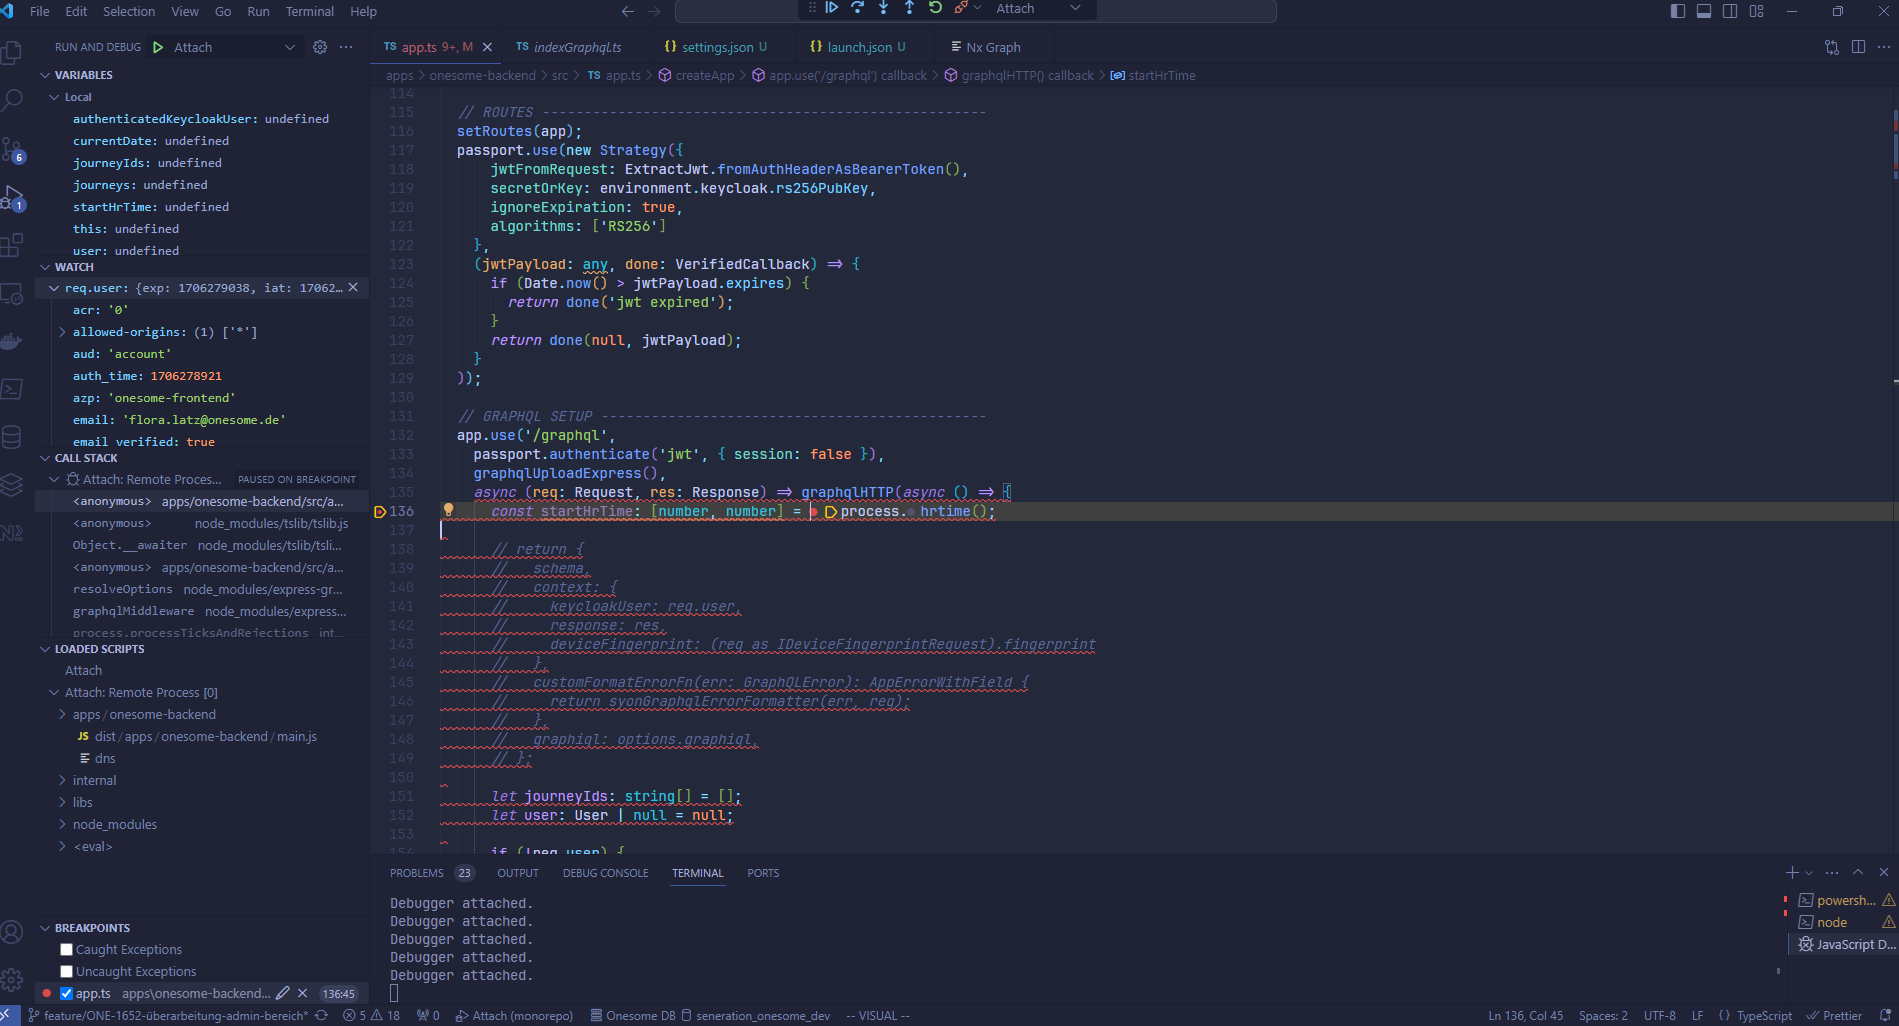 File Edit Selection View Go Run Terminal Help
Attach
RUN AND DEBUG Attach
TS app.ts 9+, M
TS indexGraphql.ts
{} settings.json U
{} launch.json U
Nx Graph
apps > onesome-backend > src > TS app.ts > createApp > app.use('/graphql') callback > graphqlHTTP() callback > startHrTime
VARIABLES
Local
authenticatedKeycloakUser: undefined
currentDate: undefined
journeyIds: undefined
journeys: undefined
startHrTime: undefined
this: undefined
user: undefined
WATCH
req.user: {exp: 1706279038, iat: 17062...
acr: '0'
allowed-origins: (1) ['*']
aud: 'account'
auth_time: 1706278921
azp: 'onesome-frontend'
email: 'flora.latz@onesome.de'
email_verified: true
CALL STACK
Attach: Remote Proces... PAUSED ON BREAKPOINT
<anonymous> apps/onesome-backend/src/a...
<anonymous> node_modules/tslib/tslib.js
Object.__awaiter node_modules/tslib/tsli...
<anonymous> apps/onesome-backend/src/a...
resolveOptions node_modules/express-gr...
graphqlMiddleware node_modules/express...
process.processTicksAndRejections int...
LOADED SCRIPTS
Attach
Attach: Remote Process [0]
apps/onesome-backend
JS dist/apps/onesome-backend/main.js
dns
internal
libs
node_modules
<eval>
BREAKPOINTS
Caught Exceptions
Uncaught Exceptions
app.ts apps\onesome-backend... 136:45
6
1
114
115 // ROUTES -----------------------------------------------------
116 setRoutes(app);
117 passport.use(new Strategy({
118 jwtFromRequest: ExtractJwt.fromAuthHeaderAsBearerToken(),
119 secretOrKey: environment.keycloak.rs256PubKey,
120 ignoreExpiration: true,
121 algorithms: ['RS256']
122 },
123 (jwtPayload: any, done: VerifiedCallback) => {
124 if (Date.now() > jwtPayload.expires) {
125 return done('jwt expired');
126 }
127 return done(null, jwtPayload);
128 }
129 ));
130
131 // GRAPHQL SETUP ----------------------------------------------
132 app.use('/graphql',
133 passport.authenticate('jwt', { session: false }),
134 graphqlUploadExpress(),
135 async (req: Request, res: Response) => graphqlHTTP(async () => {
136 const startHrTime: [number, number] = process.hrtime();
137
138 // return {
139 // schema,
140 // context: {
141 // keycloakUser: req.user,
142 // response: res,
143 // deviceFingerprint: (req as IDeviceFingerprintRequest).fingerprint
144 // },
145 // customFormatErrorFn(err: GraphQLError): AppErrorWithField {
146 // return syonGraphqlErrorFormatter(err, req);
147 // },
148 // graphiql: options.graphiql,
149 // };
150
151 let journeyIds: string[] = [];
152 let user: User | null = null;
153
154 if (!req.user) {
PROBLEMS 23 OUTPUT DEBUG CONSOLE TERMINAL PORTS
Debugger attached.
Debugger attached.
Debugger attached.
Debugger attached.
Debugger attached.
powersh...
node
JavaScript D...
feature/ONE-1652-überarbeitung-admin-bereich* 5 18 0 Attach (monorepo) Onesome DB seneration_onesome_dev -- VISUAL -- Ln 136, Col 45 Spaces: 2 UTF-8 LF {} TypeScript Prettier